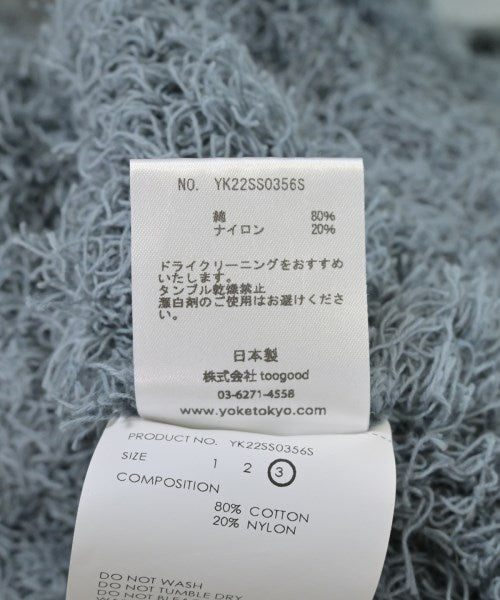 NO. YK22SS0356S
綿 80%
ナイロン 20%
ドライクリーニングをおすすめ
いたします。
タンブル乾燥禁止
漂白剤のご使用はお避けくださ
い。
日本製
株式会社 toogood
03-6271-4558
www.yoketokyo.com
PRODUCT NO. YK22SS0356S
SIZE 1 2 3
COMPOSITION
80% COTTON
20% NYLON
DO NOT WASH
DO NOT TUMBLE DRY
DO NOT